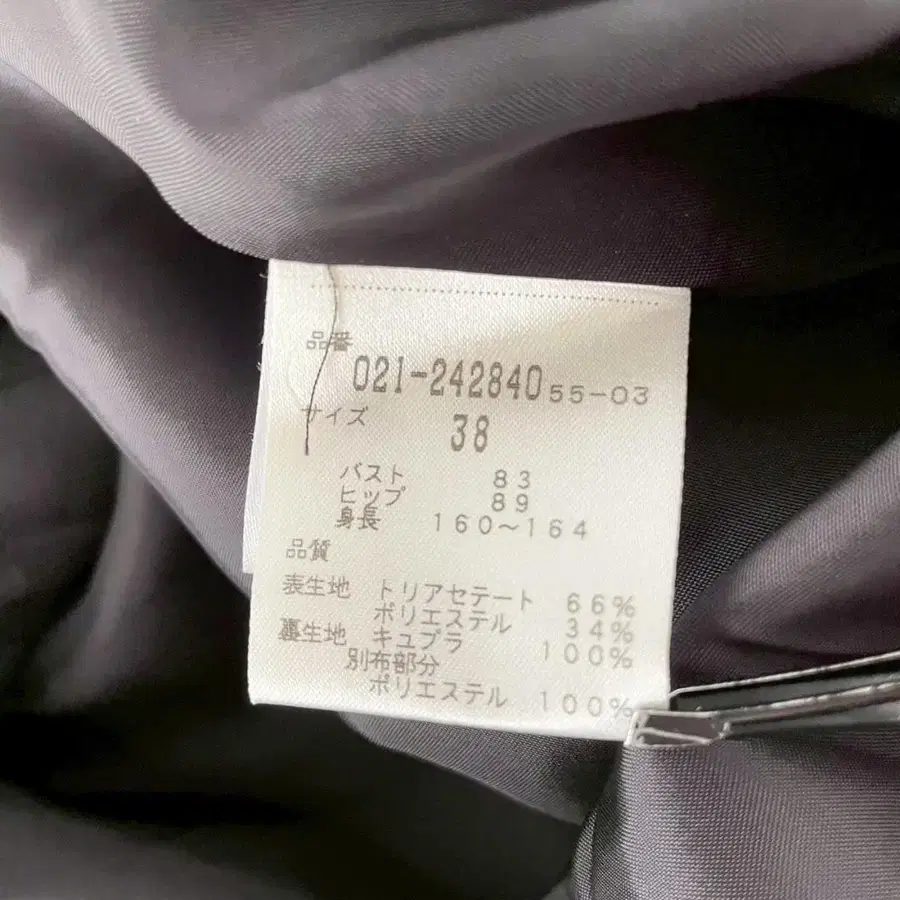 品番
021-242840 55-03
サイズ 38
バスト 83
ヒップ 89
身長 160～164
品質
表生地 トリアセテート 66%
ポリエステル 34%
裏生地 キュプラ 100%
別布部分
ポリエステル 100%